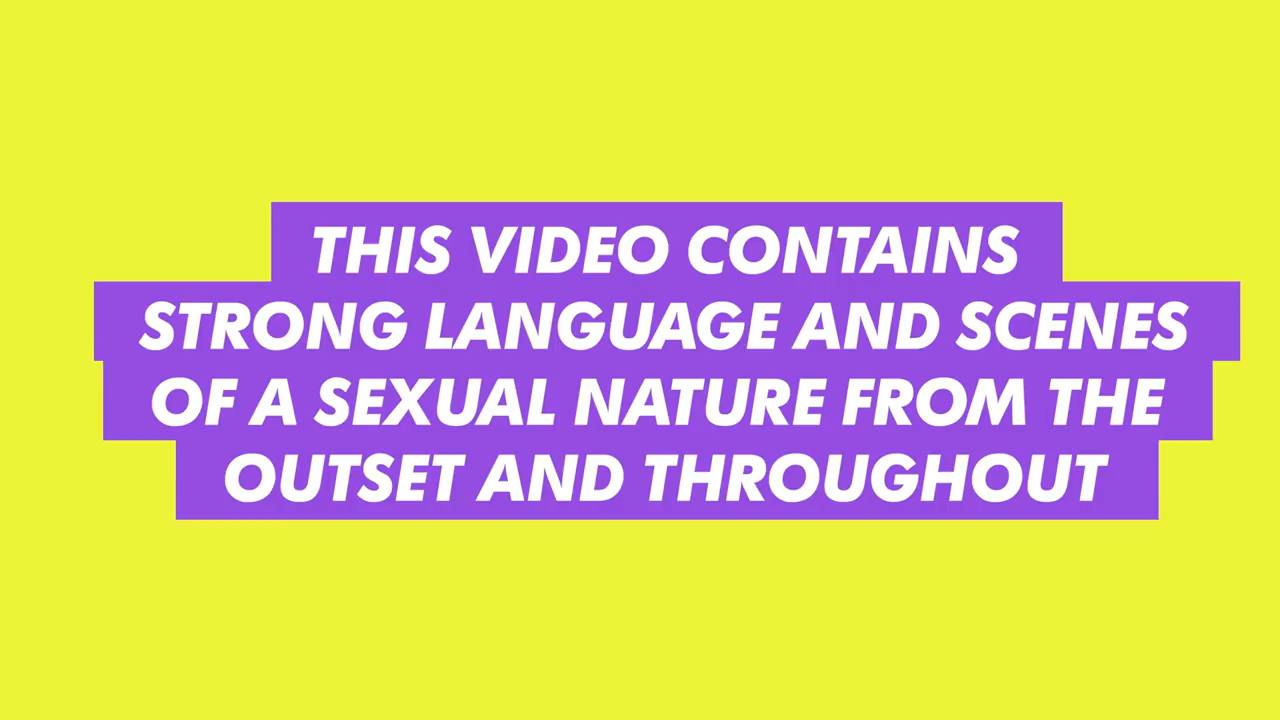 THIS VIDEO CONTAINS
STRONG LANGUAGE AND SCENES
OF A SEXUAL NATURE FROM THE
OUTSET AND THROUGHOUT